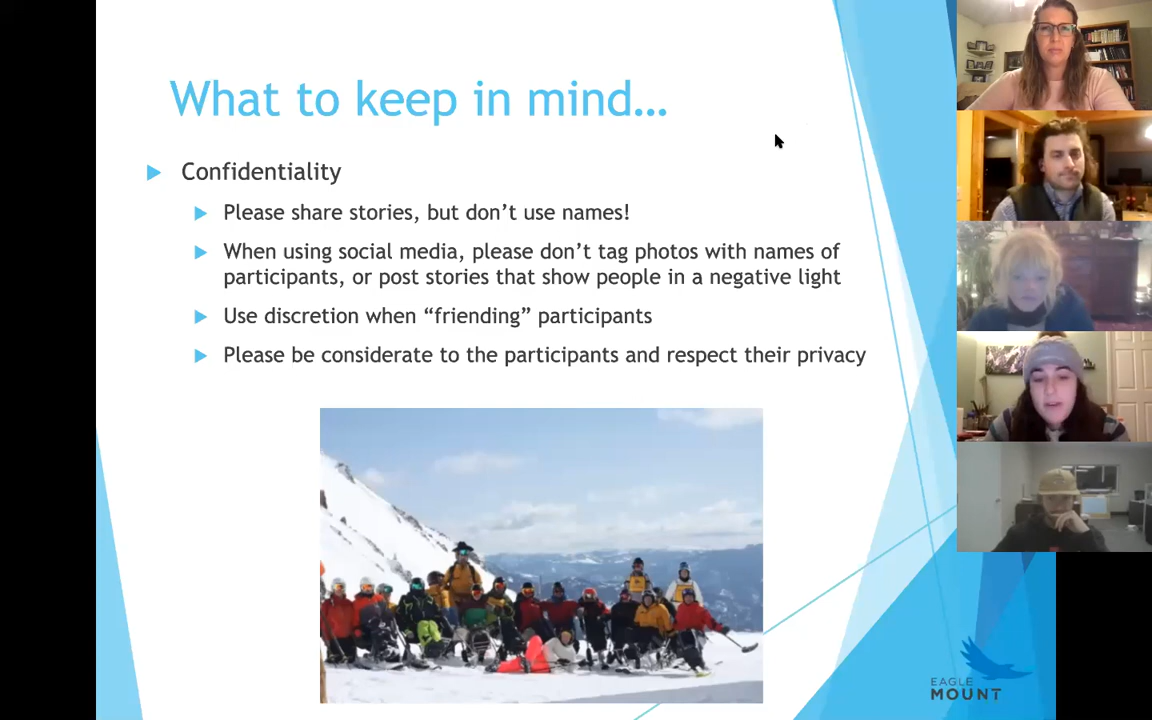 What to keep in mind…
Confidentiality
Please share stories, but don’t use names!
When using social media, please don’t tag photos with names of
participants, or post stories that show people in a negative light
Use discretion when “friending” participants
Please be considerate to the participants and respect their privacy
EAGLE
MOUNT